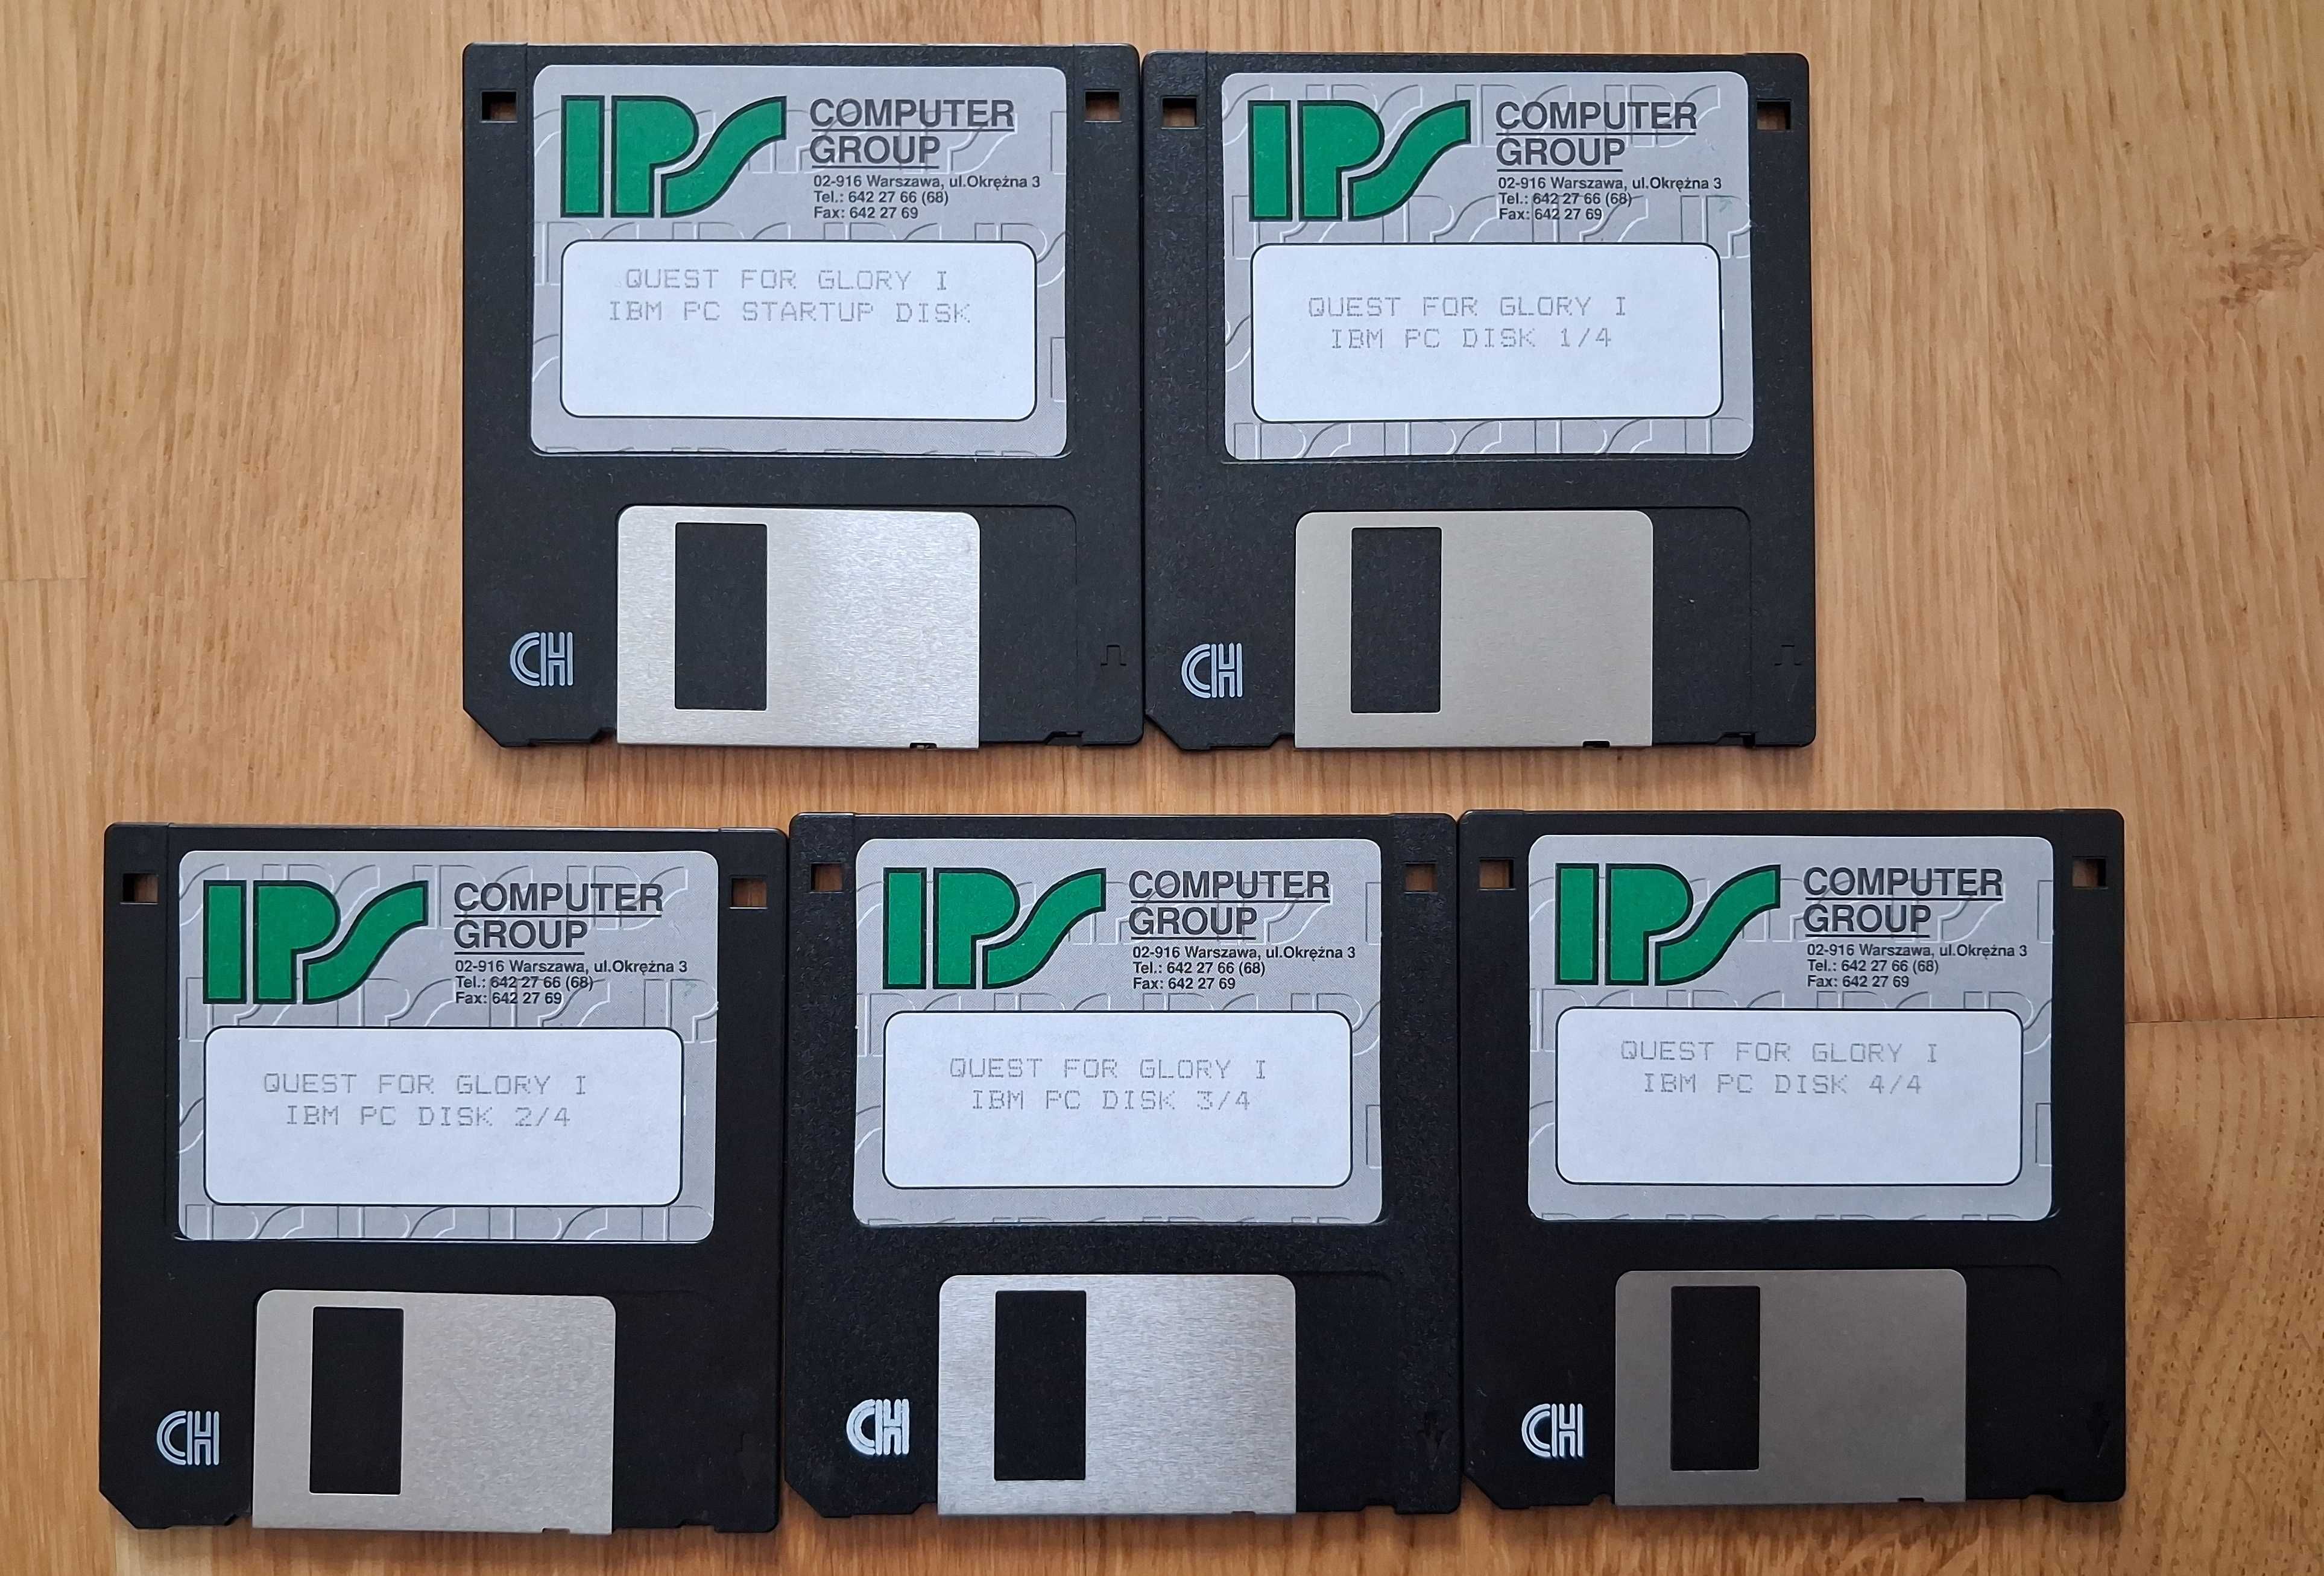 IPS COMPUTER
GROUP
02-916 Warszawa, ul.Okrężna 3
Tel.: 642 27 66 (68)
Fax: 642 27 69
QUEST FOR GLORY I
IBM PC STARTUP DISK
CH
IPS COMPUTER
GROUP
02-916 Warszawa, ul.Okrężna 3
Tel.: 642 27 66 (68)
Fax: 642 27 69
QUEST FOR GLORY I
IBM PC DISK 1/4
CH
IPS COMPUTER
GROUP
02-916 Warszawa, ul.Okrężna 3
Tel.: 642 27 66 (68)
Fax: 642 27 69
QUEST FOR GLORY I
IBM PC DISK 2/4
CH
IPS COMPUTER
GROUP
02-916 Warszawa, ul.Okrężna 3
Tel.: 642 27 66 (68)
Fax: 642 27 69
QUEST FOR GLORY I
IBM PC DISK 3/4
CH
IPS COMPUTER
GROUP
02-916 Warszawa, ul.Okrężna 3
Tel.: 642 27 66 (68)
Fax: 642 27 69
QUEST FOR GLORY I
IBM PC DISK 4/4
CH